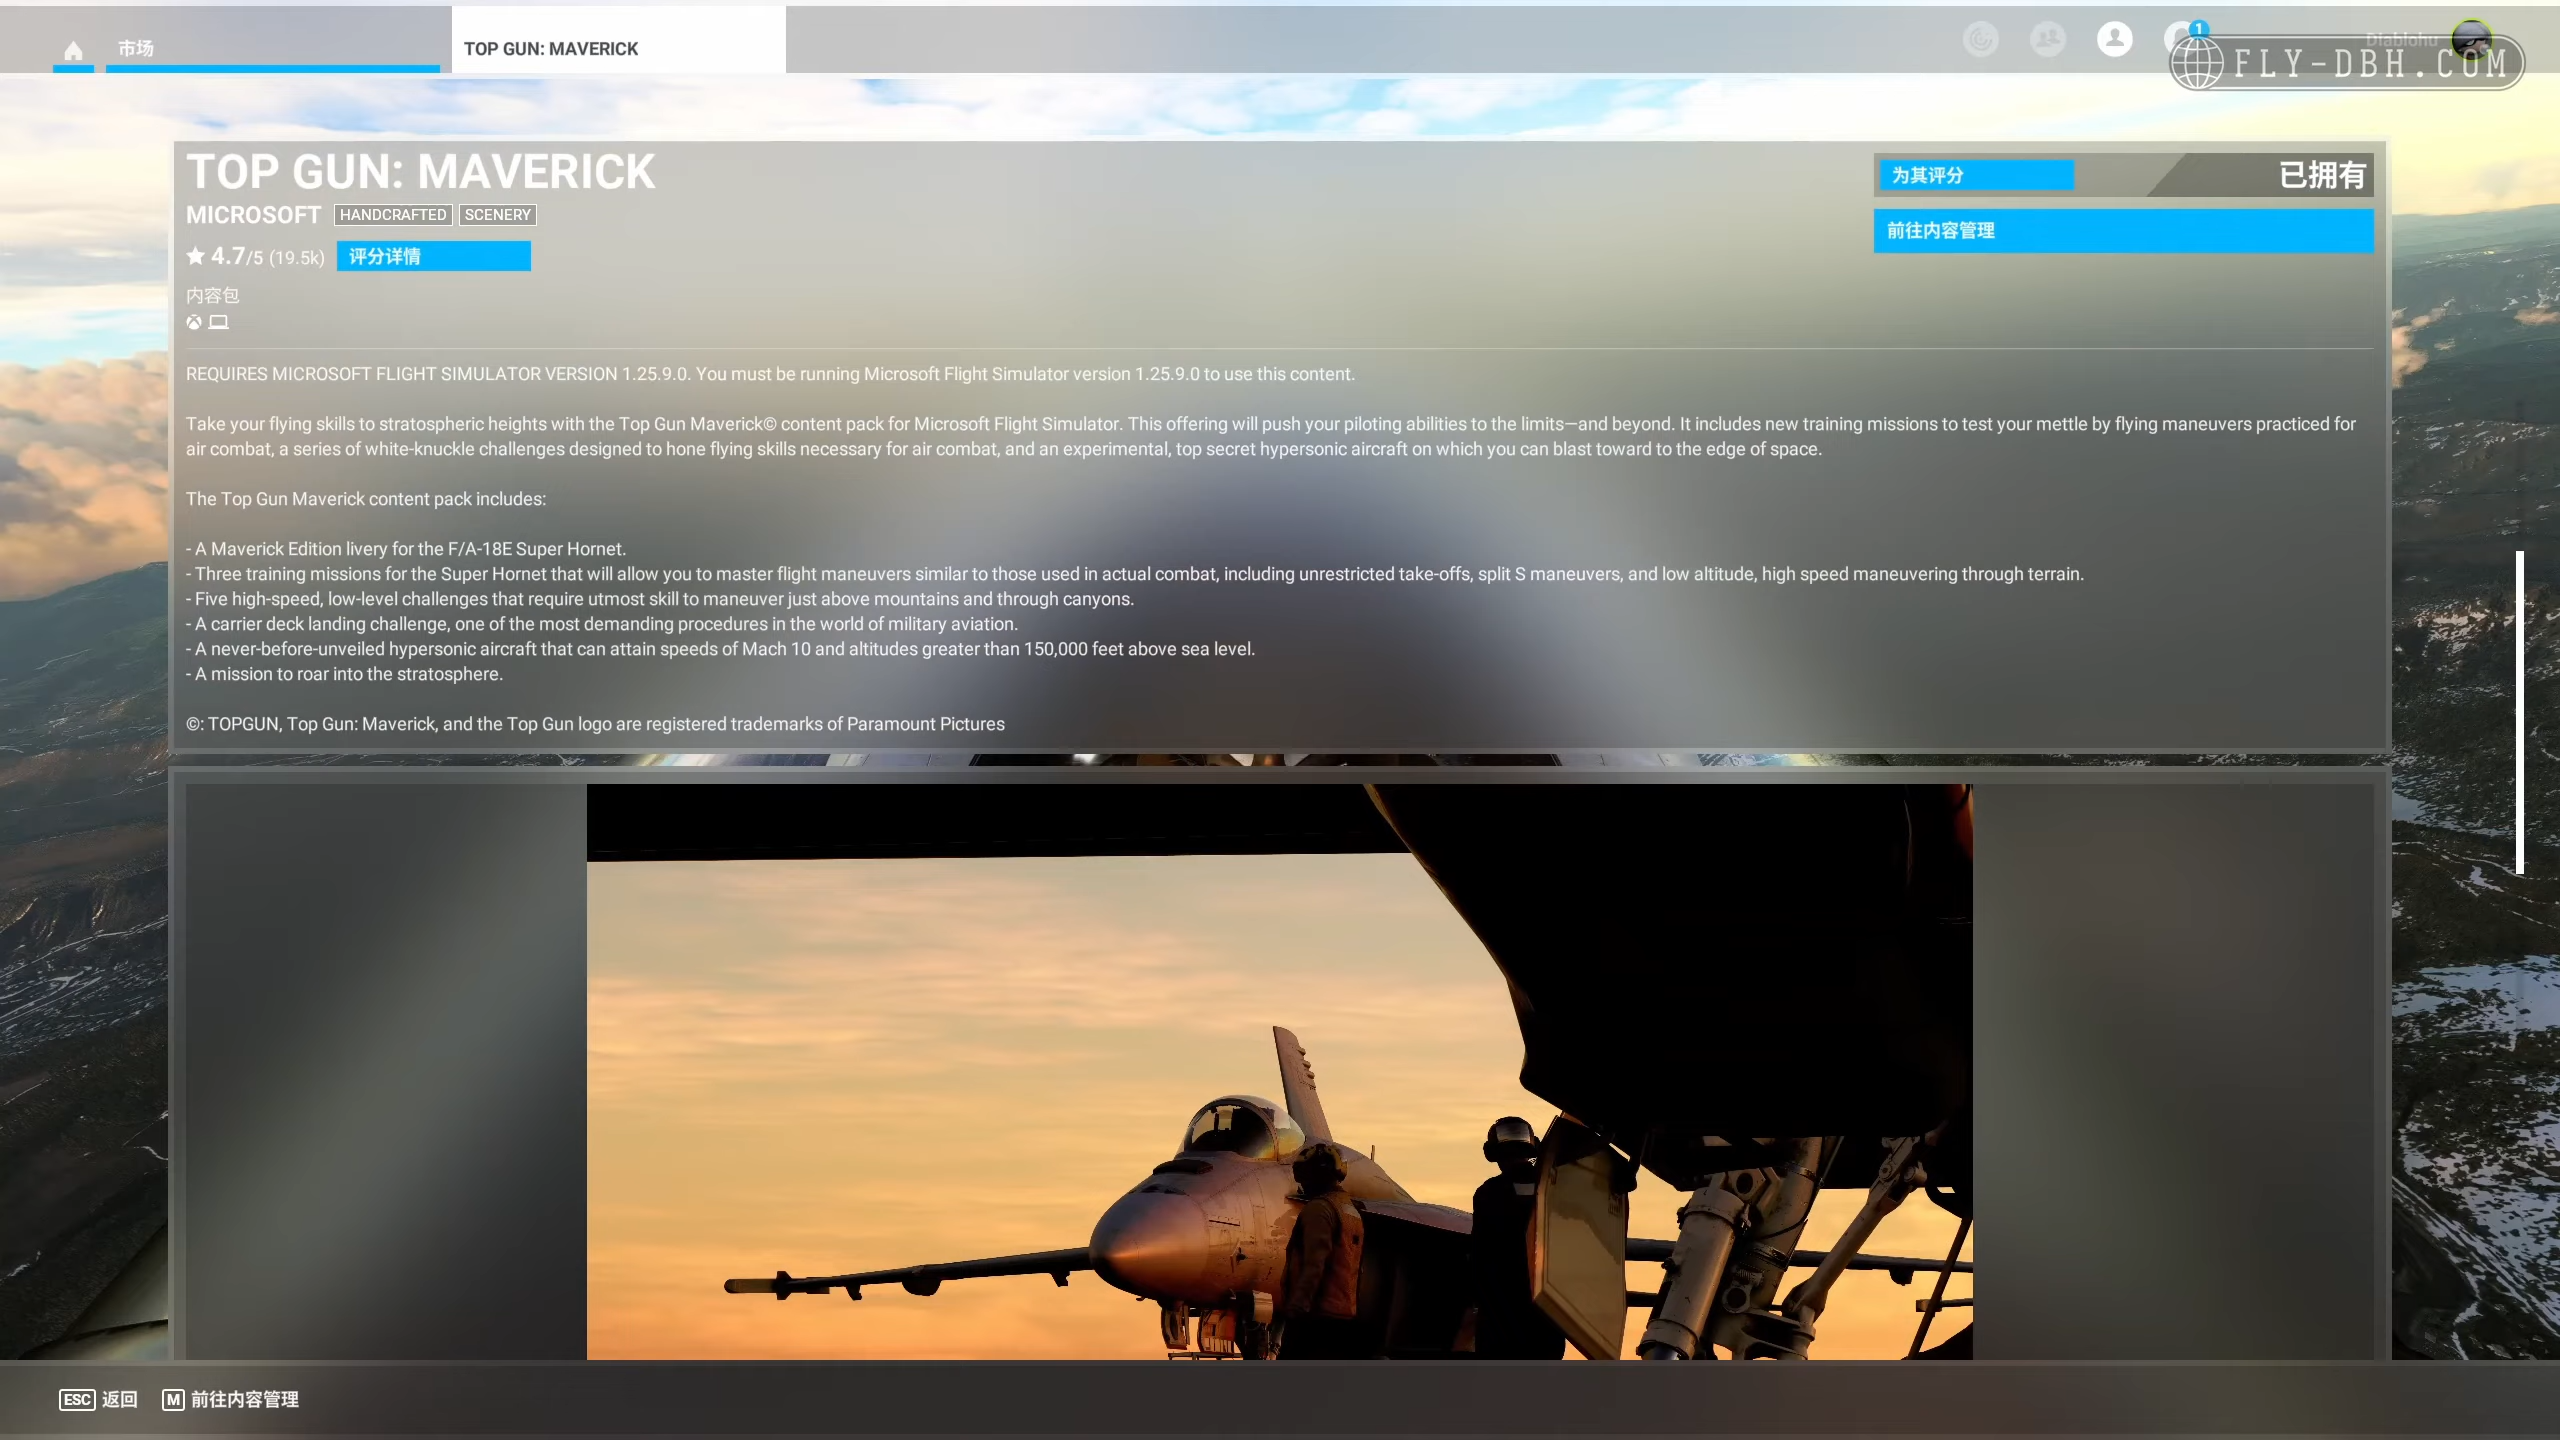 市场
TOP GUN: MAVERICK
1
Diablohu
FLY-DBH.COM
TOP GUN: MAVERICK
MICROSOFT HANDCRAFTED SCENERY
4.7/5 (19.5k) 评分详情
内容包
为其评分 已拥有
前往内容管理
REQUIRES MICROSOFT FLIGHT SIMULATOR VERSION 1.25.9.0. You must be running Microsoft Flight Simulator version 1.25.9.0 to use this content.
Take your flying skills to stratospheric heights with the Top Gun Maverick© content pack for Microsoft Flight Simulator. This offering will push your piloting abilities to the limits—and beyond. It includes new training missions to test your mettle by flying maneuvers practiced for
air combat, a series of white-knuckle challenges designed to hone flying skills necessary for air combat, and an experimental, top secret hypersonic aircraft on which you can blast toward to the edge of space.
The Top Gun Maverick content pack includes:
- A Maverick Edition livery for the F/A-18E Super Hornet.
- Three training missions for the Super Hornet that will allow you to master flight maneuvers similar to those used in actual combat, including unrestricted take-offs, split S maneuvers, and low altitude, high speed maneuvering through terrain.
- Five high-speed, low-level challenges that require utmost skill to maneuver just above mountains and through canyons.
- A carrier deck landing challenge, one of the most demanding procedures in the world of military aviation.
- A never-before-unveiled hypersonic aircraft that can attain speeds of Mach 10 and altitudes greater than 150,000 feet above sea level.
- A mission to roar into the stratosphere.
©: TOPGUN, Top Gun: Maverick, and the Top Gun logo are registered trademarks of Paramount Pictures
ESC 返回 M 前往内容管理